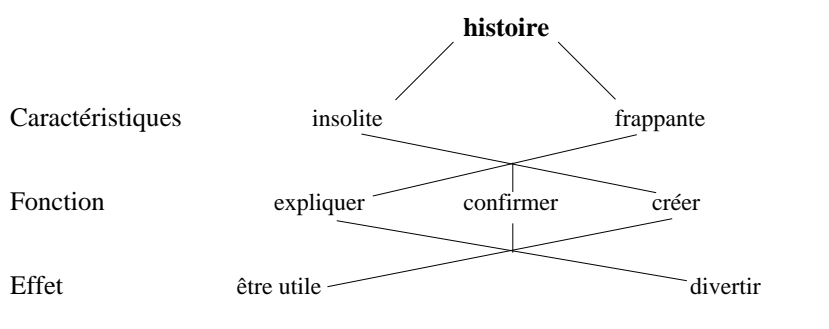 histoire
Caractéristiques insolite frappante
Fonction expliquer confirmer créer
Effet être utile divertir